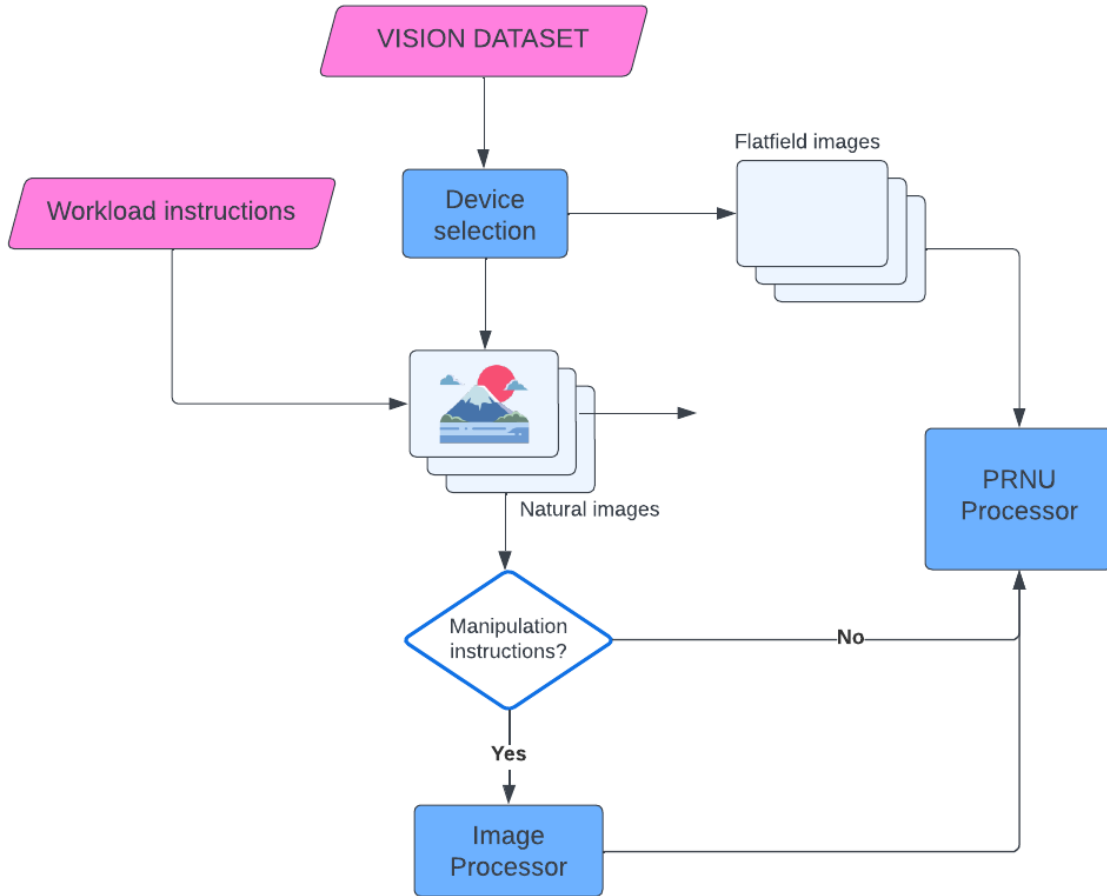 VISION DATASET
Flatfield images
Workload instructions
Device
selection
PRNU
Processor
Natural images
Manipulation
instructions?
No
Yes
Image
Processor